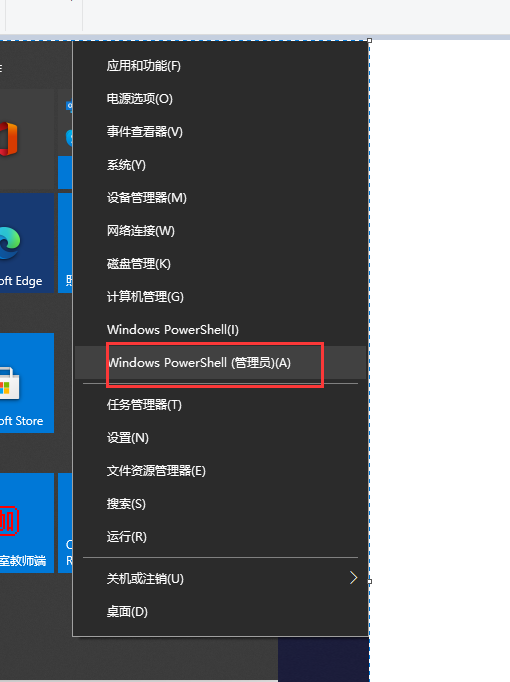 应用和功能(F)
电源选项(O)
事件查看器(V)
系统(Y)
设备管理器(M)
网络连接(W)
oft Edge
磁盘管理(K)
计算机管理(G)
Windows PowerShell(I)
Windows PowerShell (管理员)(A)
任务管理器(T)
oft Store
设置(N)
文件资源管理器(E)
搜索(S)
运行(R)
室教师端
关机或注销(U)
桌面(D)